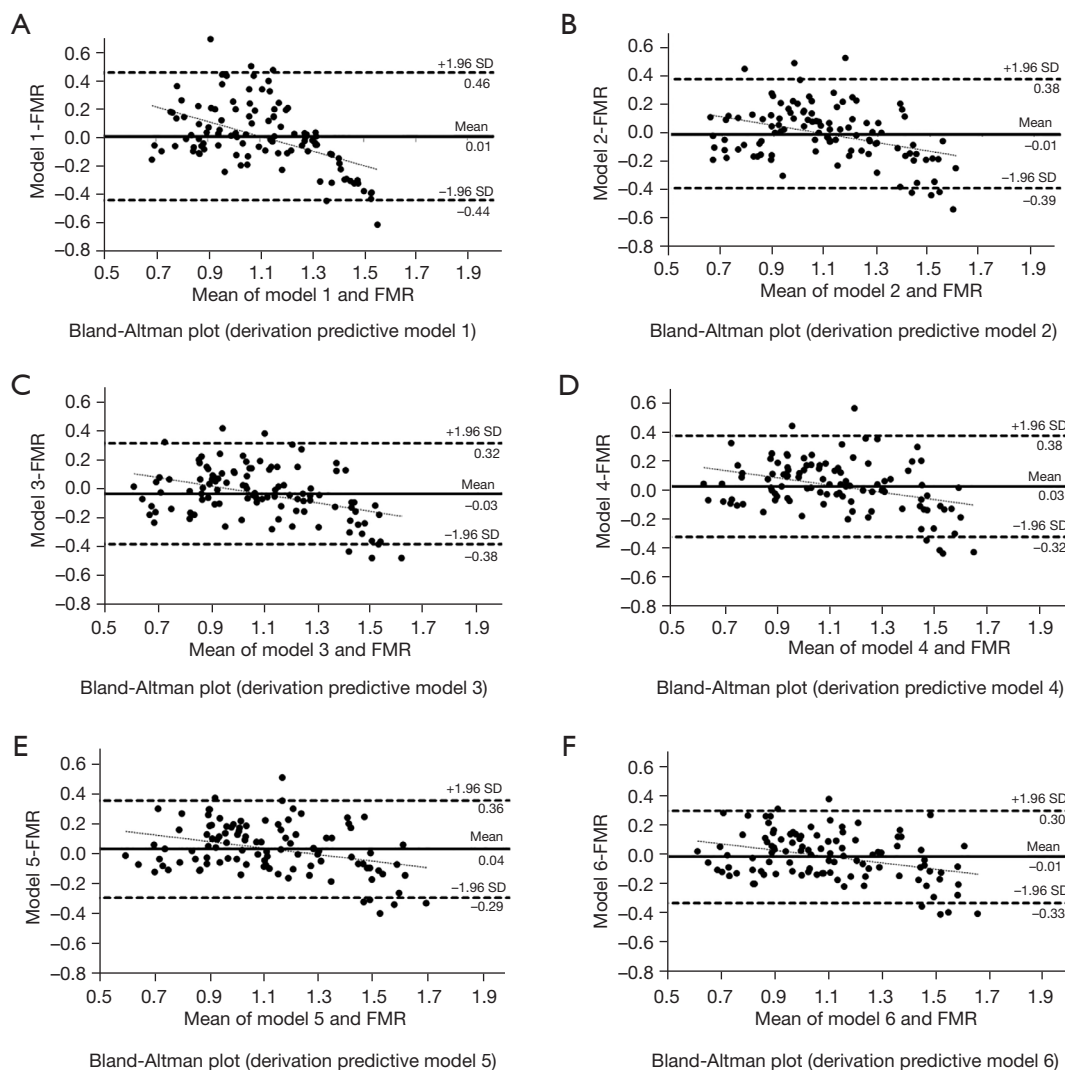 A
Model 1-FMR
0.6
0.4
0.2
0.0
−0.2
−0.4
−0.6
−0.8
+1.96 SD
0.46
Mean
0.01
−1.96 SD
−0.44
0.5 0.7 0.9 1.1 1.3 1.5 1.7 1.9
Mean of model 1 and FMR
Bland-Altman plot (derivation predictive model 1)
B
Model 2-FMR
0.6
0.4
0.2
0.0
−0.2
−0.4
−0.6
−0.8
+1.96 SD
0.38
Mean
−0.01
−1.96 SD
−0.39
0.5 0.7 0.9 1.1 1.3 1.5 1.7 1.9
Mean of model 2 and FMR
Bland-Altman plot (derivation predictive model 2)
C
Model 3-FMR
0.6
0.4
0.2
0.0
−0.2
−0.4
−0.6
−0.8
+1.96 SD
0.32
Mean
−0.03
−1.96 SD
−0.38
0.5 0.7 0.9 1.1 1.3 1.5 1.7 1.9
Mean of model 3 and FMR
Bland-Altman plot (derivation predictive model 3)
D
Model 4-FMR
0.6
0.4
0.2
0.0
−0.2
−0.4
−0.6
−0.8
+1.96 SD
0.38
Mean
0.03
−1.96 SD
−0.32
0.5 0.7 0.9 1.1 1.3 1.5 1.7 1.9
Mean of model 4 and FMR
Bland-Altman plot (derivation predictive model 4)
E
Model 5-FMR
0.6
0.4
0.2
0.0
−0.2
−0.4
−0.6
−0.8
+1.96 SD
0.36
Mean
0.04
−1.96 SD
−0.29
0.5 0.7 0.9 1.1 1.3 1.5 1.7 1.9
Mean of model 5 and FMR
Bland-Altman plot (derivation predictive model 5)
F
Model 6-FMR
0.6
0.4
0.2
0.0
−0.2
−0.4
−0.6
−0.8
+1.96 SD
0.30
Mean
−0.01
−1.96 SD
−0.33
0.5 0.7 0.9 1.1 1.3 1.5 1.7 1.9
Mean of model 6 and FMR
Bland-Altman plot (derivation predictive model 6)